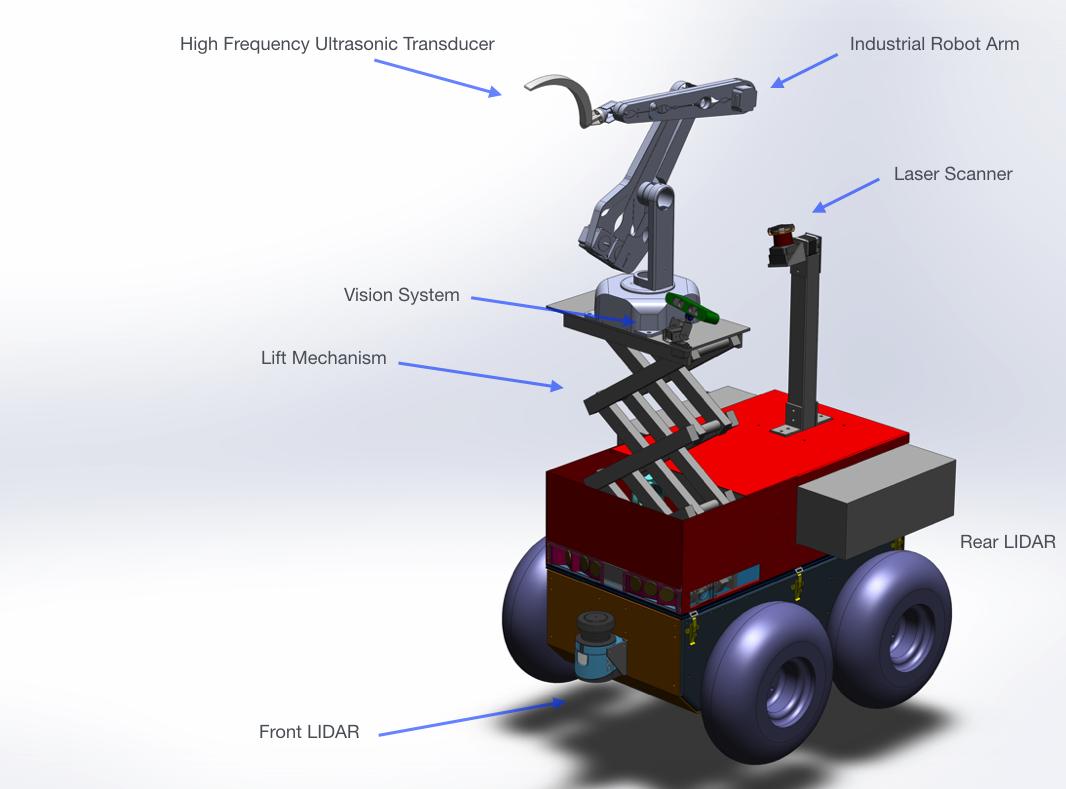 High Frequency Ultrasonic Transducer
Industrial Robot Arm
Laser Scanner
Vision System
Lift Mechanism
Rear LIDAR
Front LIDAR